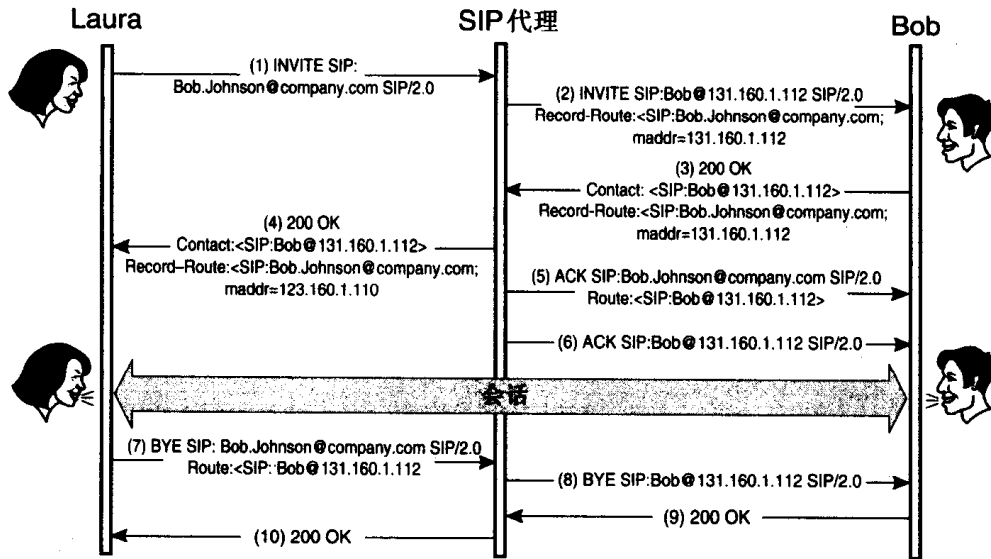 Laura
SIP代理
Bob
(1) INVITE SIP:
Bob.Johnson@company.com SIP/2.0
(2) INVITE SIP:Bob@131.160.1.112 SIP/2.0
Record-Route:<SIP:Bob.Johnson@company.com;
maddr=131.160.1.112
(3) 200 OK
Contact: <SIP:Bob@131.160.1.112>
Record-Route:<SIP:Bob.Johnson@company.com;
maddr=131.160.1.112
(4) 200 OK
Contact:<SIP:Bob@131.160.1.112>
Record–Route:<SIP:Bob.Johnson@company.com;
maddr=123.160.1.110
(5) ACK SIP:Bob.Johnson@company.com SIP/2.0
Route:<SIP:Bob@131.160.1.112>
(6) ACK SIP:Bob@131.160.1.112 SIP/2.0
会话
(7) BYE SIP: Bob.Johnson@company.com SIP/2.0
Route:<SIP: Bob@131.160.1.112
(8) BYE SIP:Bob@131.160.1.112 SIP/2.0
(9) 200 OK
(10) 200 OK